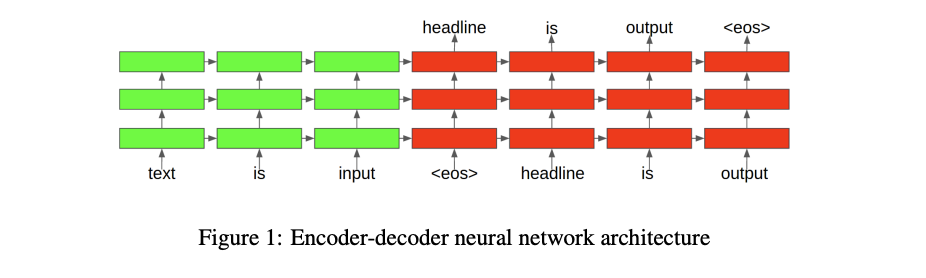 headline is output <eos>
text is input <eos> headline is output
Figure 1: Encoder-decoder neural network architecture